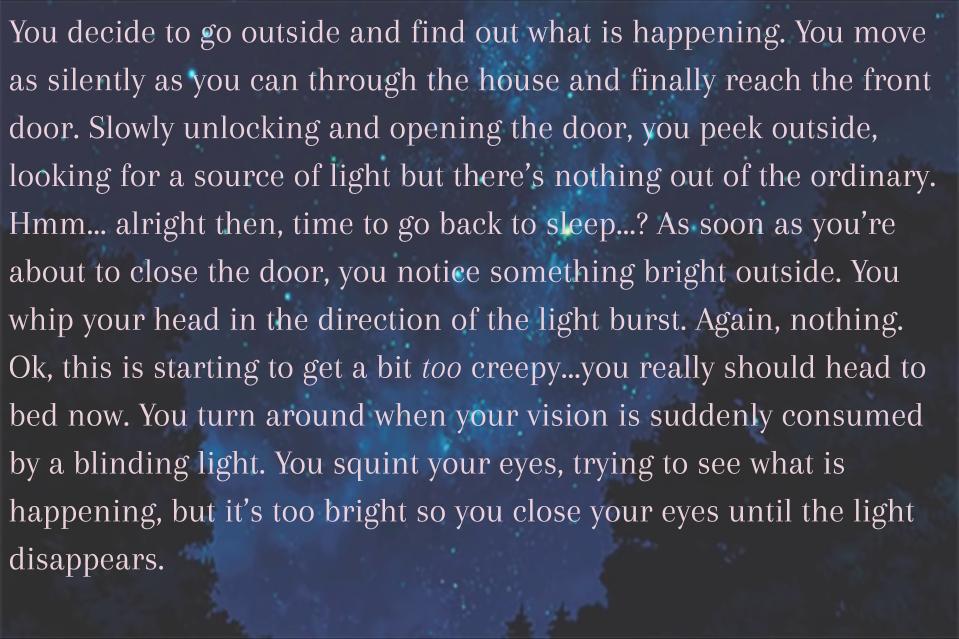 You decide to go outside and find out what is happening. You move
as silently as you can through the house and finally reach the front
door. Slowly unlocking and opening the door, you peek outside,
looking for a source of light but there’s nothing out of the ordinary.
Hmm... alright then, time to go back to sleep...? As soon as you’re
about to close the door, you notice something bright outside. You
whip your head in the direction of the light burst. Again, nothing.
Ok, this is starting to get a bit too creepy...you really should head to
bed now. You turn around when your vision is suddenly consumed
by a blinding light. You squint your eyes, trying to see what is
happening, but it’s too bright so you close your eyes until the light
disappears.